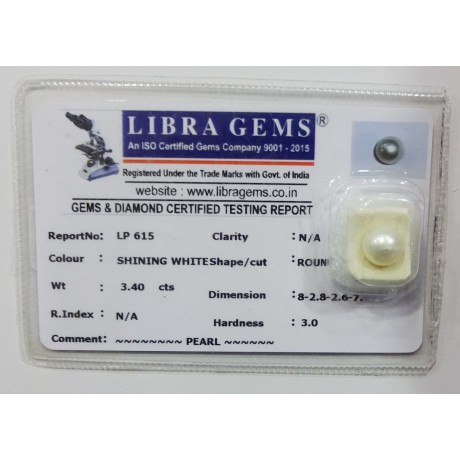 LIBRA GEMS ®
An ISO Certified Gems Company 9001 - 2015
Registered Under the Trade Marks with Govt. of India
website : www.libragems.co.in
GEMS & DIAMOND CERTIFIED TESTING REPORT
ReportNo: LP 615 Clarity : N/A
Colour : SHINING WHITE Shape/cut : ROUN
Wt : 3.40 cts Dimension : 8-2.8-2.6-7.
R.Index : N/A Hardness : 3.0
Comment: ~~~~~~~~ PEARL ~~~~~~